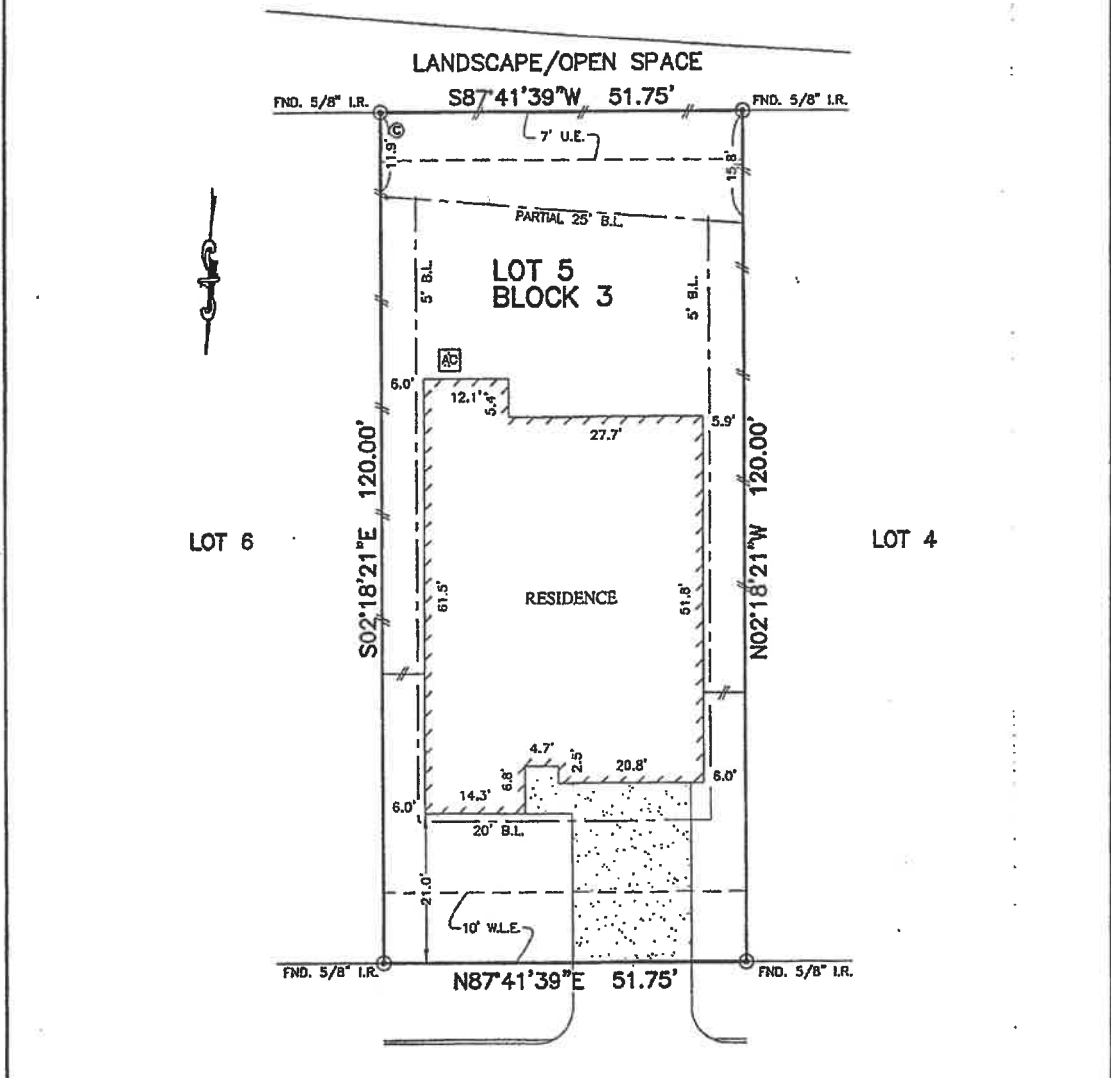 LANDSCAPE/OPEN SPACE
FND. 5/8" I.R.
S87°41'39"W 51.75'
FND. 5/8" I.R.
C
7' U.E.
11.9'
15.8'
PARTIAL 25' B.L.
LOT 5
BLOCK 3
5' B.L.
5' B.L.
AC
6.0'
12.1'
5.4'
27.7'
5.9'
S02°18'21"E 120.00'
N02°18'21"W 120.00'
LOT 6
LOT 4
61.5'
RESIDENCE
51.8'
4.7'
2.5'
20.8'
6.8'
6.0'
14.3'
6.0'
20' B.L.
21.0'
10' W.L.E.
FND. 5/8" I.R.
N87°41'39"E 51.75'
FND. 5/8" I.R.